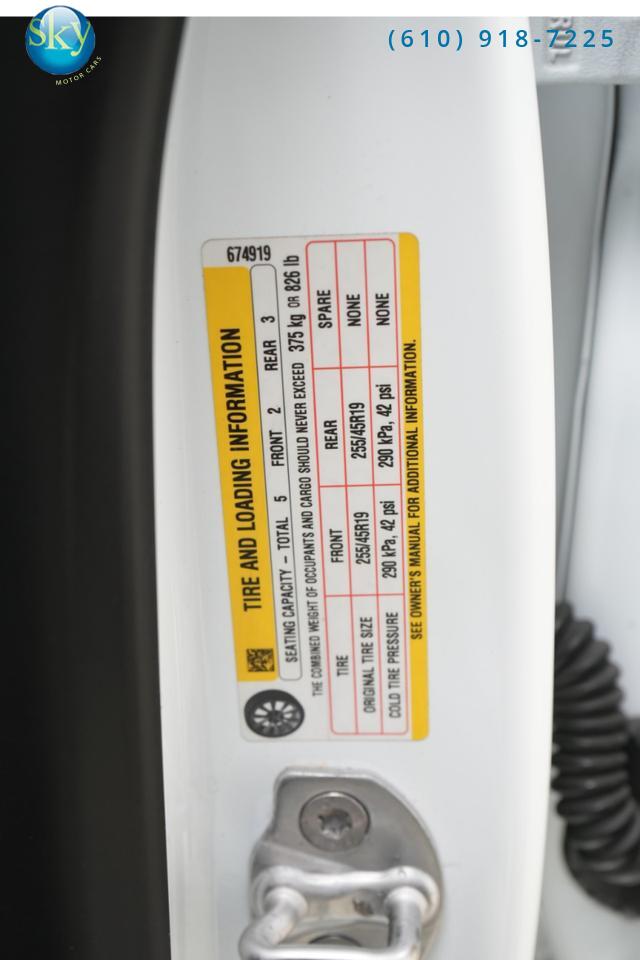 Sky
MOTOR CARS
(610) 918-7225
674919
TIRE AND LOADING INFORMATION
SEATING CAPACITY – TOTAL 5 FRONT 2 REAR 3
THE COMBINED WEIGHT OF OCCUPANTS AND CARGO SHOULD NEVER EXCEED 375 kg OR 826 lb
TIRE FRONT REAR SPARE
ORIGINAL TIRE SIZE 255/45R19 255/45R19 NONE
COLD TIRE PRESSURE 290 kPa, 42 psi 290 kPa, 42 psi NONE
SEE OWNER'S MANUAL FOR ADDITIONAL INFORMATION.